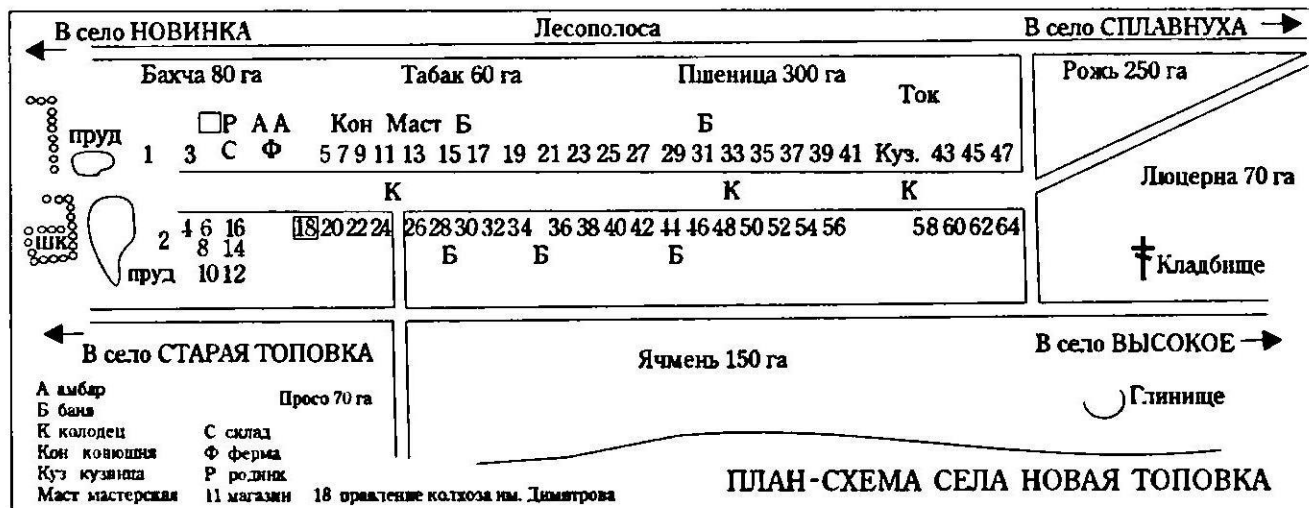 В село НОВИНКА Лесополоса В село СПЛАВНУХА
Бахча 80 га Табак 60 га Пшеница 300 га Рожь 250 га
Ток
Р А А Кон Маст Б Б
пруд
1 3 С Ф 5 7 9 11 13 15 17 19 21 23 25 27 29 31 33 35 37 39 41 Куз. 43 45 47
Люцерна 70 га
К К К
4 6 16 18 20 22 24 26 28 30 32 34 36 38 40 42 44 46 48 50 52 54 56 58 60 62 64
ШК 2
8 14 Б Б Б
пруд 10 12 Кладбище
В село СТАРАЯ ТОПОВКА Ячмень 150 га В село ВЫСОКОЕ
А амбар
Просо 70 га Глинище
Б баня
К колодец С склад
Кон конюшня Ф ферма
Куз кузница Р родник
Маст мастерская 11 магазин 18 правление колхоза им. Димитрова
ПЛАН-СХЕМА СЕЛА НОВАЯ ТОПОВКА